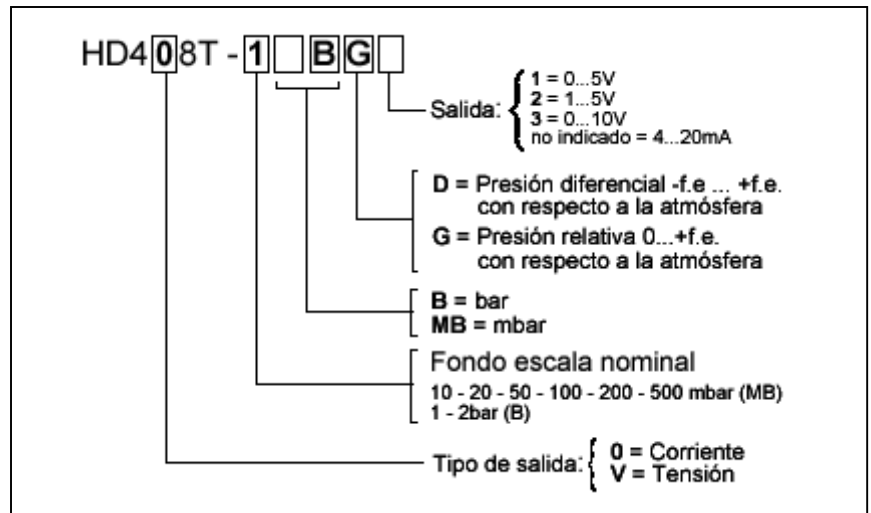 HD408T - 1 BG
Salida:
1 = 0...5V
2 = 1...5V
3 = 0...10V
no indicado = 4...20mA
D = Presión diferencial -f.e ... +f.e.
con respecto a la atmósfera
G = Presión relativa 0...+f.e.
con respecto a la atmósfera
B = bar
MB = mbar
Fondo escala nominal
10 - 20 - 50 - 100 - 200 - 500 mbar (MB)
1 - 2bar (B)
Tipo de salida:
0 = Corriente
V = Tensión